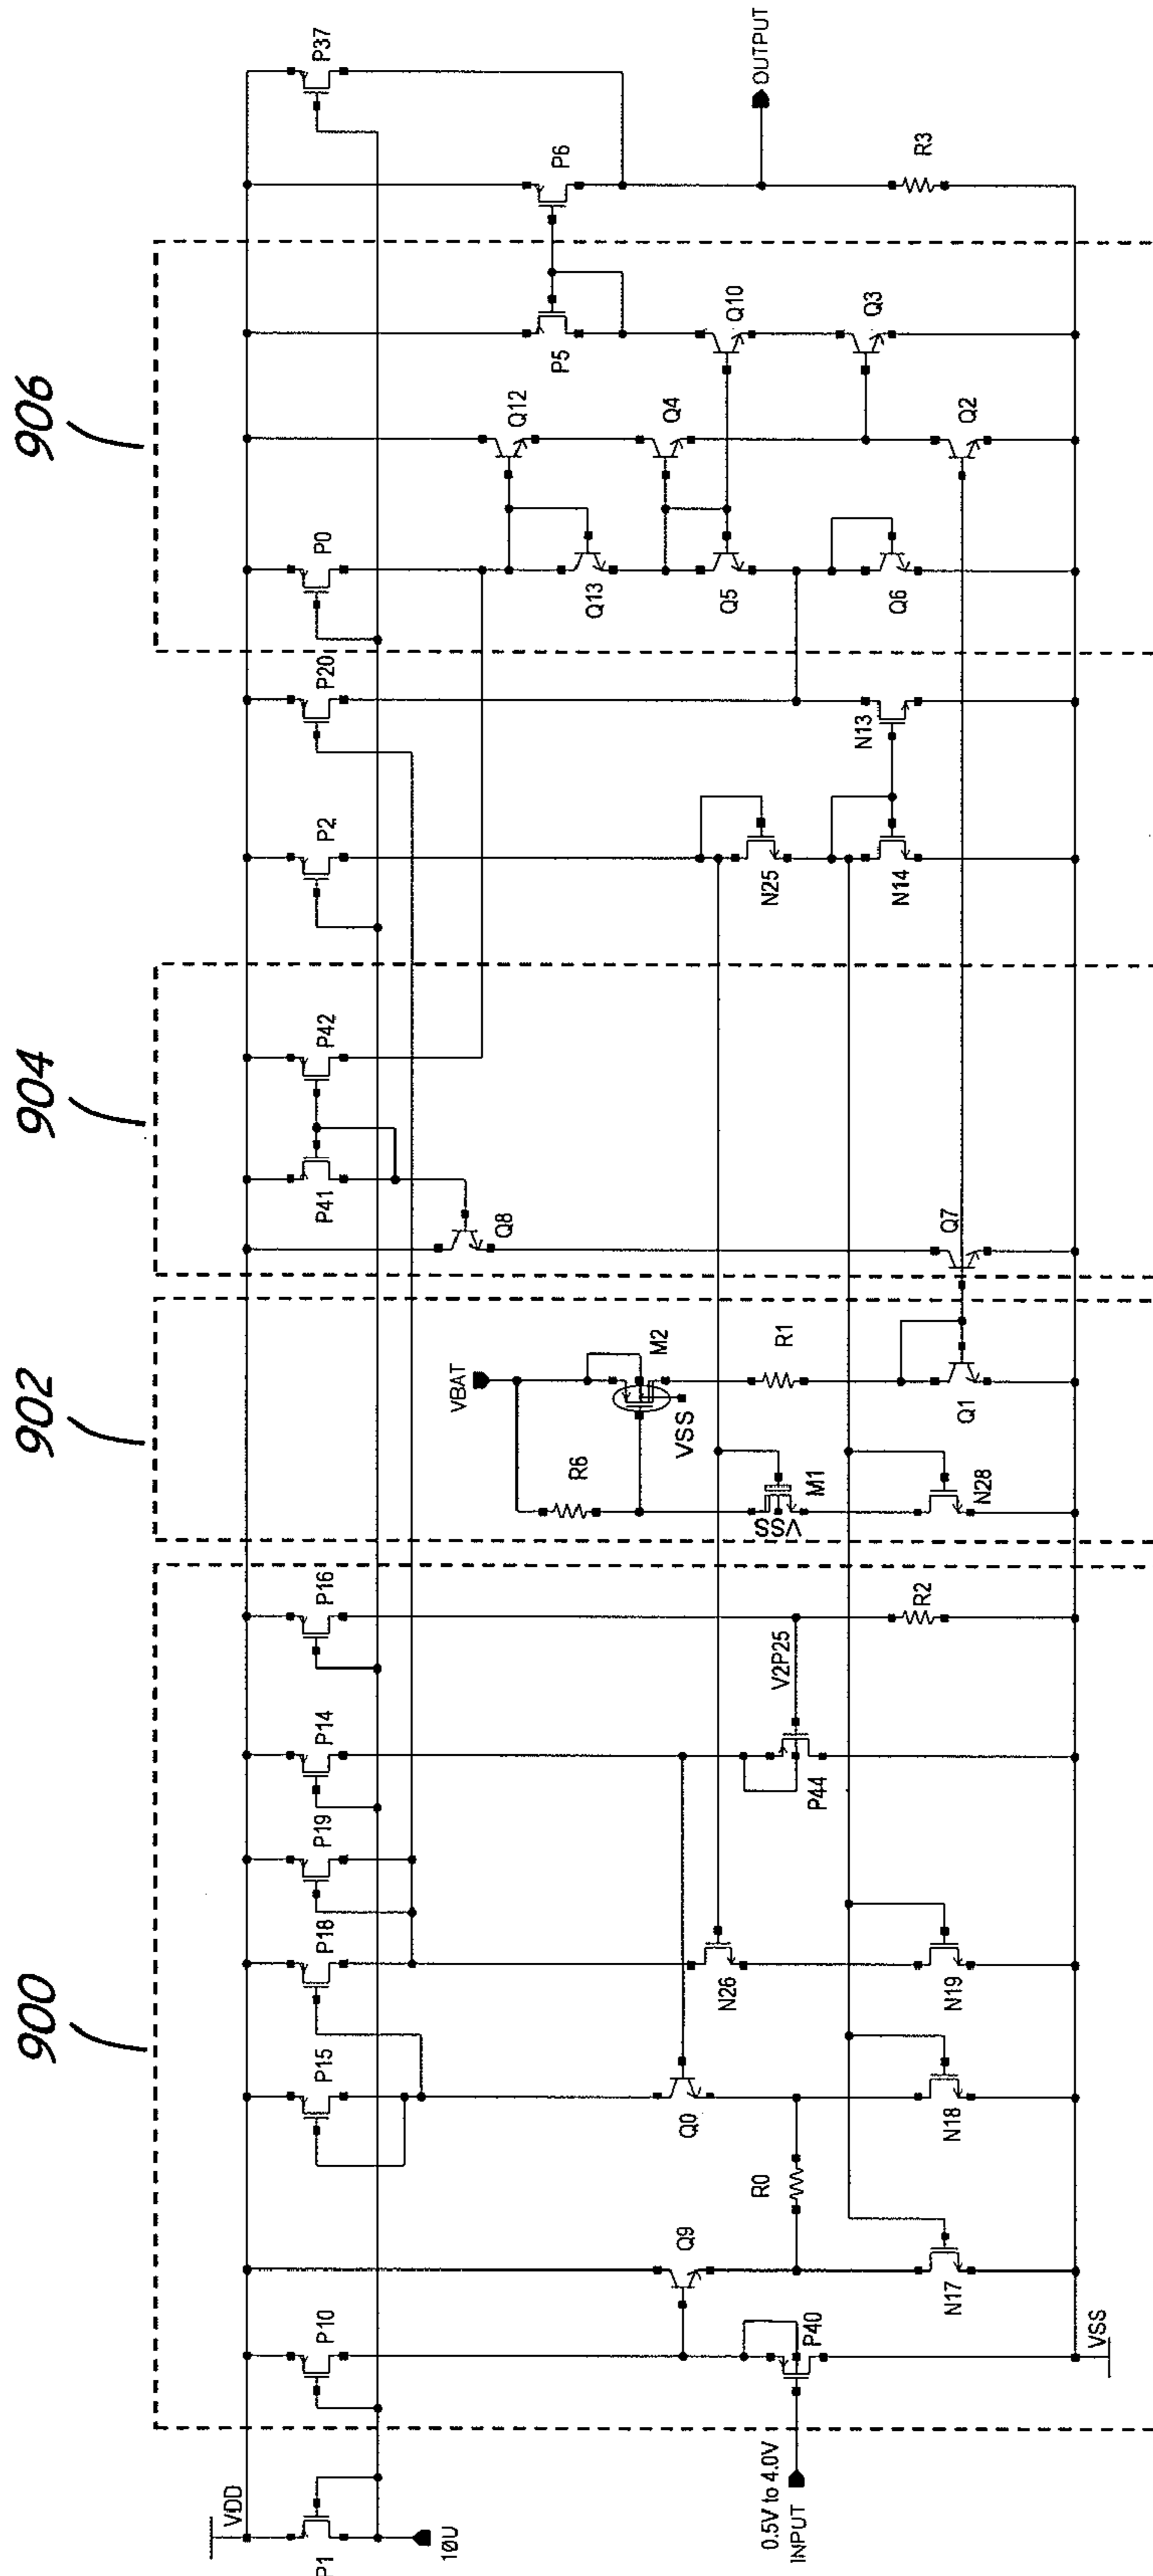 900
902
904
906
VDD
P1
10U
P10
P15
P18
P19
P14
P16
P41
P42
P2
P20
P0
P37
Q8
Q12
Q13
P5
P6
VBAT
R6
M2
VSS
Q9
Q0
N26
V2P25
P44
M1
VSS
R1
N25
Q5
Q4
Q10
OUTPUT
0.5V to 4.0V
INPUT
P40
R0
N17
N18
N19
R2
N28
Q1
Q7
N14
N13
Q6
Q2
Q3
R3
VSS